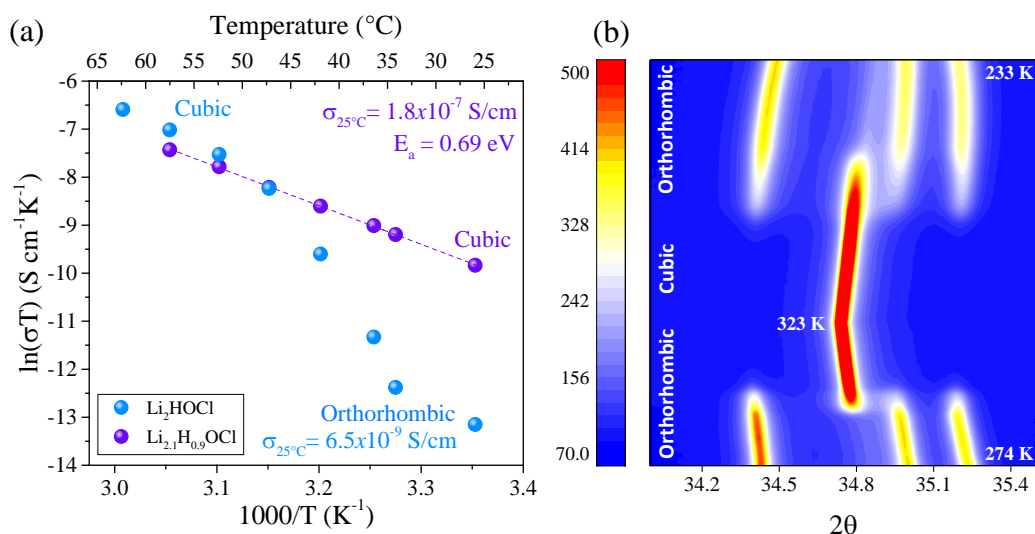 (a)
Temperature (°C)
65 60 55 50 45 40 35 30 25
-6
-7
-8
-9
-10
-11
-12
-13
-14
ln(σT) (S cm⁻¹K⁻¹)
Cubic
σ₂₅°C= 1.8x10⁻⁷ S/cm
Eₐ = 0.69 eV
Cubic
Orthorhombic
σ₂₅°C= 6.5x10⁻⁹ S/cm
Li₂HOCl
Li₂.₁H₀.₉OCl
3.0 3.1 3.2 3.3 3.4
1000/T (K⁻¹)
(b)
500
414
328
242
156
70.0
Orthorhombic
Cubic
Orthorhombic
233 K
323 K
274 K
34.2 34.5 34.8 35.1 35.4
2θ